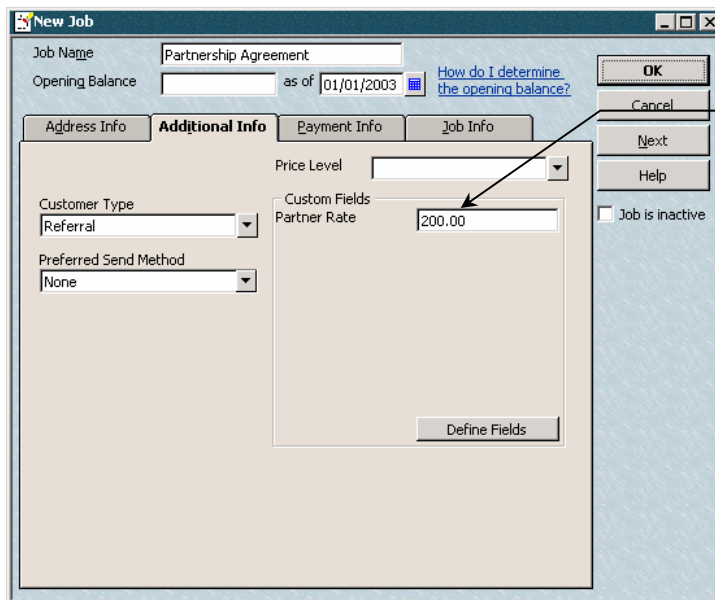 New Job
Job Name Partnership Agreement
Opening Balance as of 01/01/2003 How do I determine
the opening balance?
OK
Cancel
Next
Help
Job is inactive
Address Info Additional Info Payment Info Job Info
Price Level
Customer Type
Referral
Preferred Send Method
None
Custom Fields
Partner Rate 200.00
Define Fields